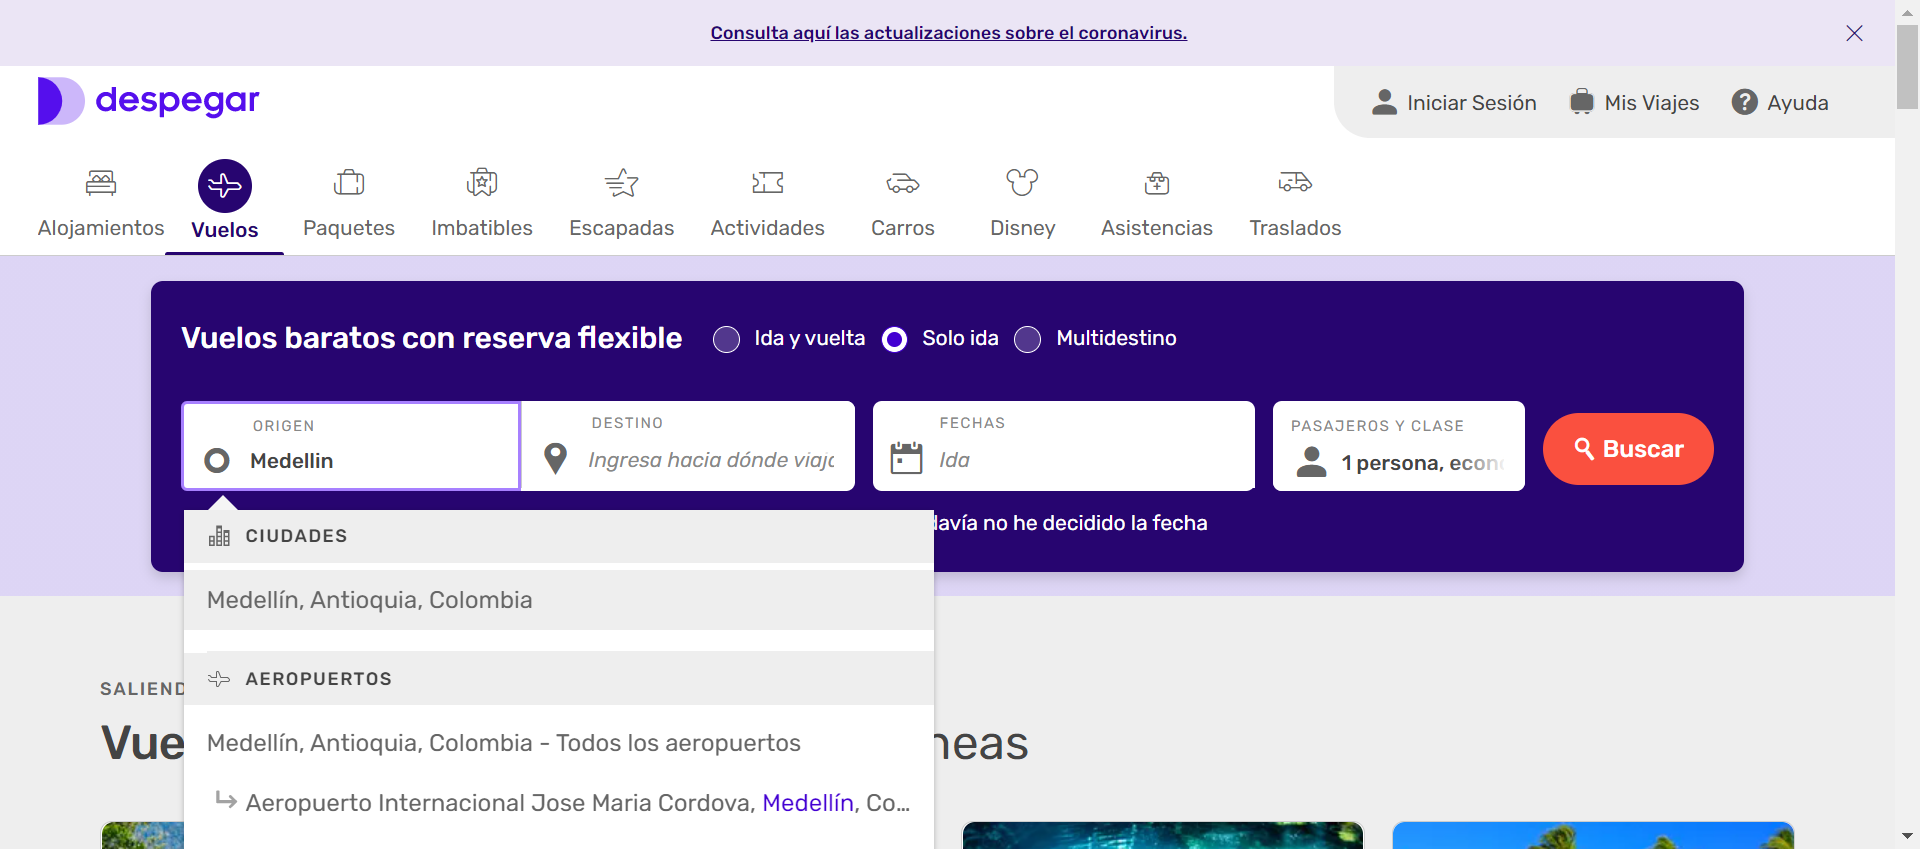 Consulta aquí las actualizaciones sobre el coronavirus.
despegar
Iniciar Sesión
Mis Viajes
Ayuda
Alojamientos
Vuelos
Paquetes
Imbatibles
Escapadas
Actividades
Carros
Disney
Asistencias
Traslados
Vuelos baratos con reserva flexible
Ida y vuelta
Solo ida
Multidestino
ORIGEN
Medellin
DESTINO
Ingresa hacia dónde viaj
FECHAS
Ida
PASAJEROS Y CLASE
1 persona, econ
Buscar
davía no he decidido la fecha
CIUDADES
Medellín, Antioquia, Colombia
AEROPUERTOS
Medellín, Antioquia, Colombia - Todos los aeropuertos
Aeropuerto Internacional Jose Maria Cordova, Medellín, Co...
SALIEND
Vue
neas